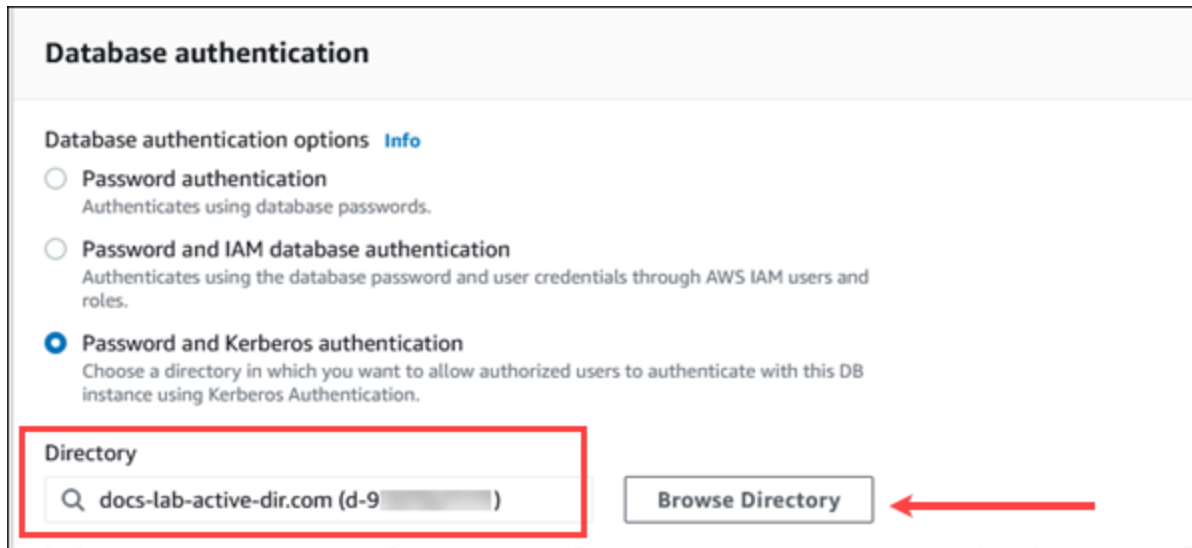 Database authentication
Database authentication options Info
Password authentication
Authenticates using database passwords.
Password and IAM database authentication
Authenticates using the database password and user credentials through AWS IAM users and
roles.
Password and Kerberos authentication
Choose a directory in which you want to allow authorized users to authenticate with this DB
instance using Kerberos Authentication.
Directory
docs-lab-active-dir.com (d-9 )
Browse Directory